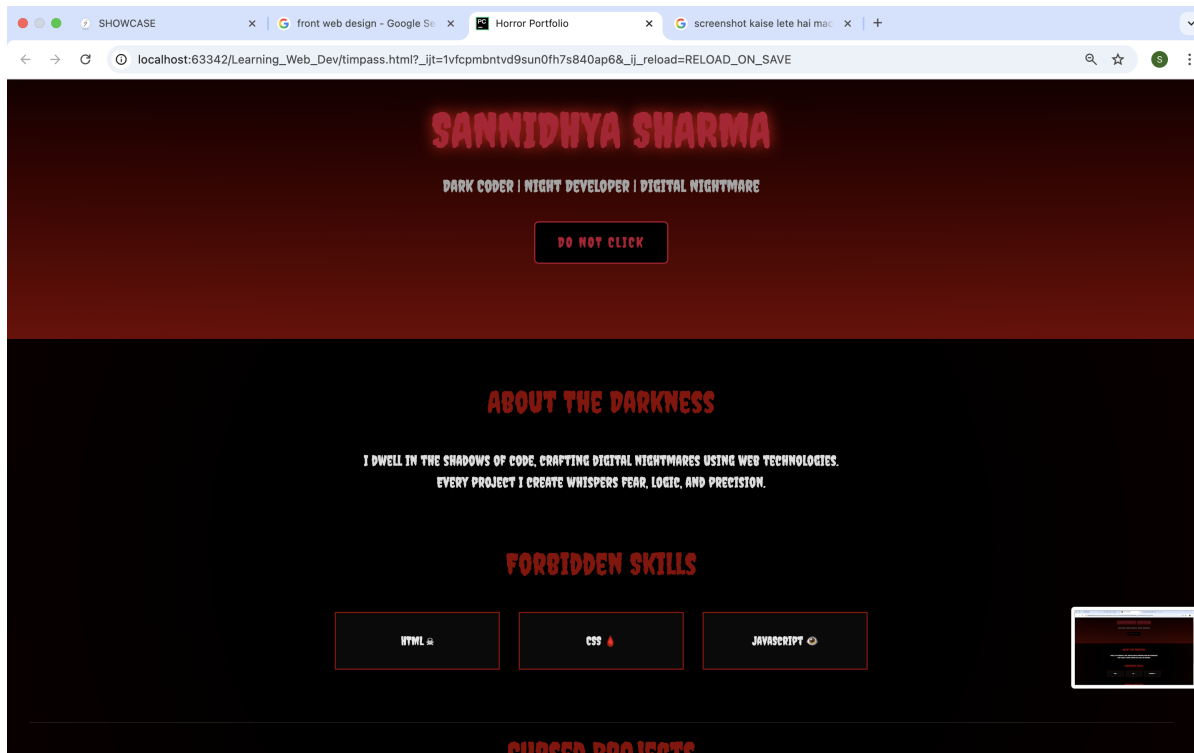 SHOWCASE
front web design - Google Se
PC
Horror Portfolio
screenshot kaise lete hai mac
localhost:63342/Learning_Web_Dev/timpass.html?_ijt=1vfcpmbntvd9sun0fh7s840ap6&_ij_reload=RELOAD_ON_SAVE
S
SANNIDHYA SHARMA
DARK CODER | NIGHT DEVELOPER | DIGITAL NIGHTMARE
DO NOT CLICK
ABOUT THE DARKNESS
I DWELL IN THE SHADOWS OF CODE, CRAFTING DIGITAL NIGHTMARES USING WEB TECHNOLOGIES.
EVERY PROJECT I CREATE WHISPERS FEAR, LOGIC, AND PRECISION.
FORBIDDEN SKILLS
HTML ☠
CSS 🩸
JAVASCRIPT 👁
CURSED PROJECTS